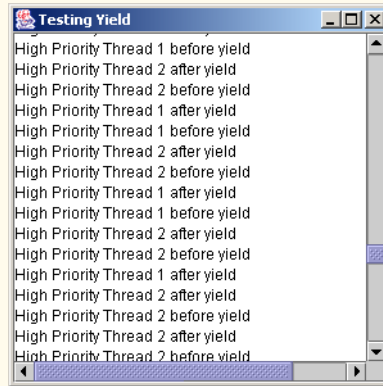 Testing Yield
High Priority Thread 1 before yield
High Priority Thread 2 after yield
High Priority Thread 2 before yield
High Priority Thread 1 after yield
High Priority Thread 1 before yield
High Priority Thread 2 after yield
High Priority Thread 2 before yield
High Priority Thread 1 after yield
High Priority Thread 1 before yield
High Priority Thread 2 after yield
High Priority Thread 2 before yield
High Priority Thread 1 after yield
High Priority Thread 2 after yield
High Priority Thread 2 before yield
High Priority Thread 2 after yield
High Priority Thread 2 before yield